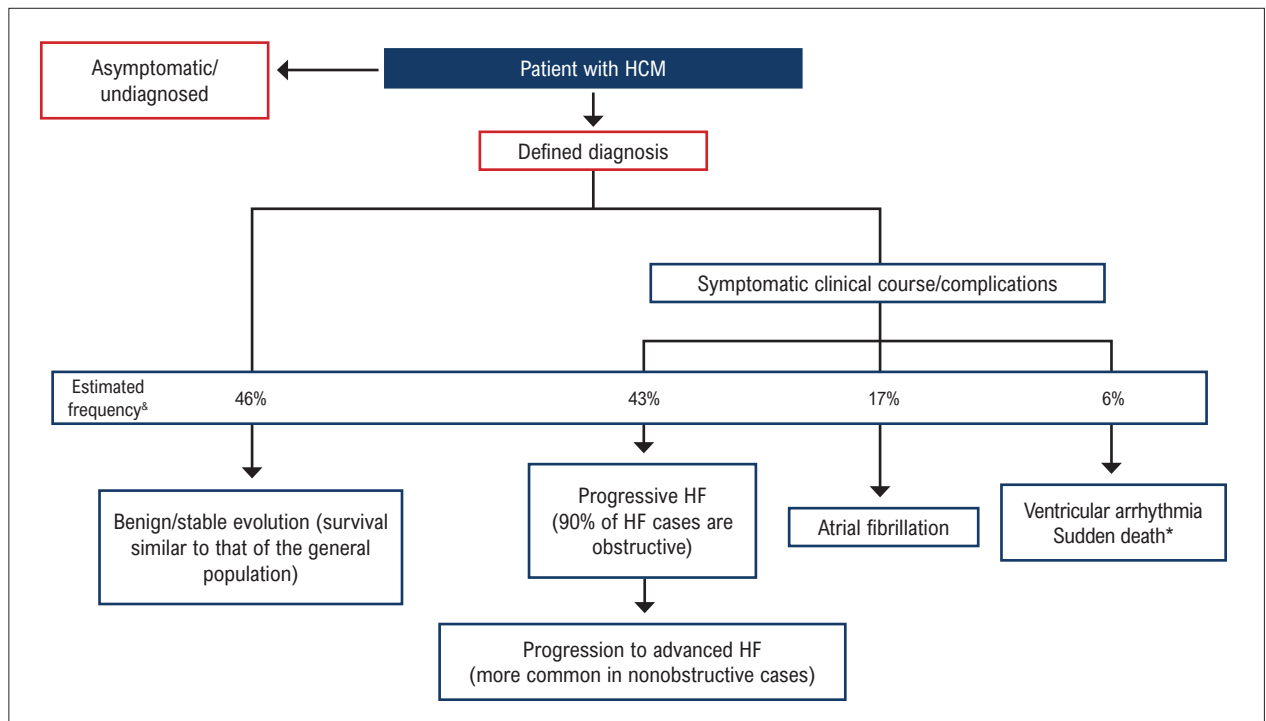 Asymptomatic/
undiagnosed
Patient with HCM
Defined diagnosis
Symptomatic clinical course/complications
Estimated
frequency&
46%
43%
17%
6%
Benign/stable evolution (survival
similar to that of the general
population)
Progressive HF
(90% of HF cases are
obstructive)
Atrial fibrillation
Ventricular arrhythmia
Sudden death*
Progression to advanced HF
(more common in nonobstructive cases)